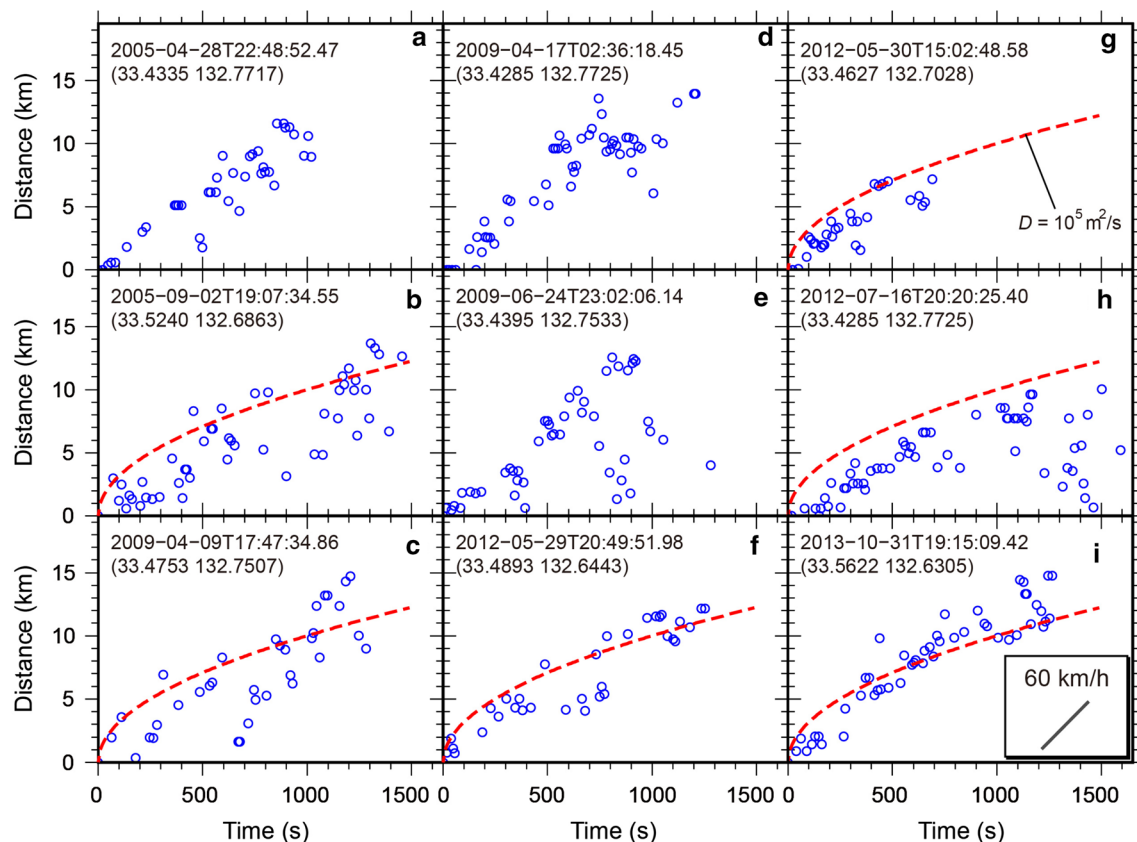 2005−04−28T22:48:52.47 a
(33.4335 132.7717)
2009−04−17T02:36:18.45 d
(33.4285 132.7725)
2012−05−30T15:02:48.58 g
(33.4627 132.7028)
D = 10⁵ m²/s
15
10
5
0
Distance (km)
2005−09−02T19:07:34.55 b
(33.5240 132.6863)
2009−06−24T23:02:06.14 e
(33.4395 132.7533)
2012−07−16T20:20:25.40 h
(33.4285 132.7725)
15
10
5
0
Distance (km)
2009−04−09T17:47:34.86 c
(33.4753 132.7507)
2012−05−29T20:49:51.98 f
(33.4893 132.6443)
2013−10−31T19:15:09.42 i
(33.5622 132.6305)
60 km/h
15
10
5
0
Distance (km)
0 500 1000 1500
0 500 1000 1500
0 500 1000 1500
Time (s)
Time (s)
Time (s)